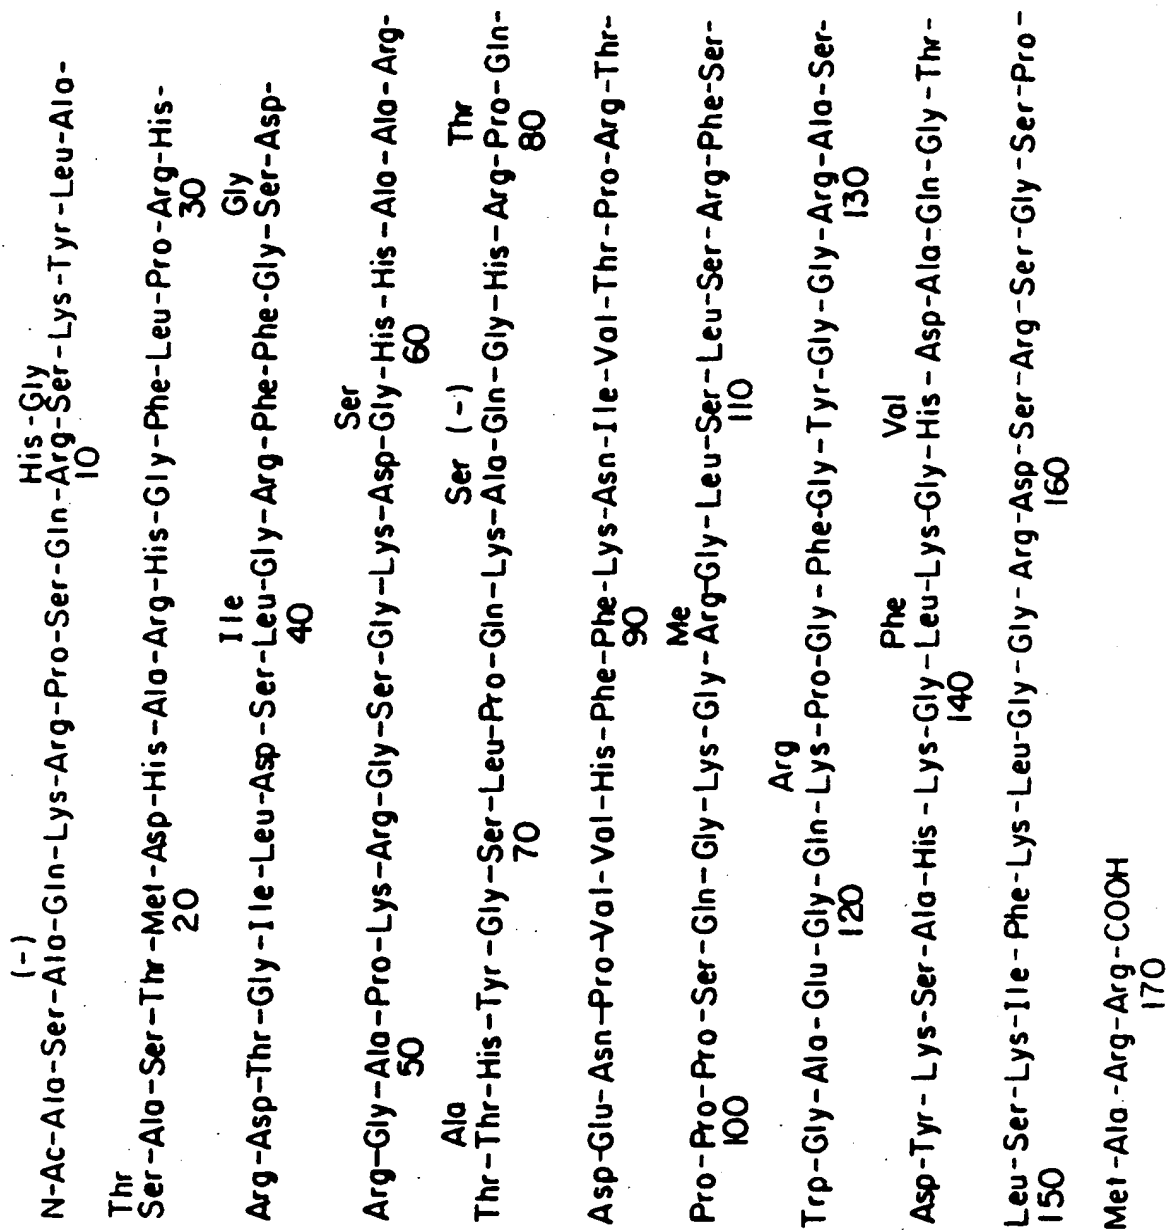 (-) His-Gly
N-Ac-Ala-Ser-Ala-Gln-Lys-Arg-Pro-Ser-Gln-Arg-Ser-Lys-Tyr-Leu-Ala-
10
Thr
Ser-Ala-Ser-Thr-Met-Asp-His-Ala-Arg-His-Gly-Phe-Leu-Pro-Arg-His-
20 30
Ile Gly
Arg-Asp-Thr-Gly-Ile-Leu-Asp-Ser-Leu-Gly-Arg-Phe-Phe-Gly-Ser-Asp-
40
Ser
Arg-Gly-Ala-Pro-Lys-Arg-Gly-Ser-Gly-Lys-Asp-Gly-His-His-Ala-Ala-Arg-
50 60
Ala Ser (-) Thr
Thr-Thr-His-Tyr-Gly-Ser-Leu-Pro-Gln-Lys-Ala-Gln-Gly-His-Arg-Pro-Gln-
70 80
Asp-Glu-Asn-Pro-Val-Val-His-Phe-Phe-Lys-Asn-Ile-Val-Thr-Pro-Arg-Thr-
90
Me
Pro-Pro-Pro-Ser-Gln-Gly-Lys-Gly-Arg-Gly-Leu-Ser-Leu-Ser-Arg-Phe-Ser-
100 110
Arg
Trp-Gly-Ala-Glu-Gly-Gln-Lys-Pro-Gly-Phe-Gly-Tyr-Gly-Gly-Arg-Ala-Ser-
120 130
Phe Val
Asp-Tyr-Lys-Ser-Ala-His-Lys-Gly-Leu-Lys-Gly-His-Asp-Ala-Gln-Gly-Thr-
140
Leu-Ser-Lys-Ile-Phe-Lys-Leu-Gly-Gly-Arg-Asp-Ser-Arg-Ser-Gly-Ser-Pro-
150 160
Met-Ala-Arg-Arg-COOH
170